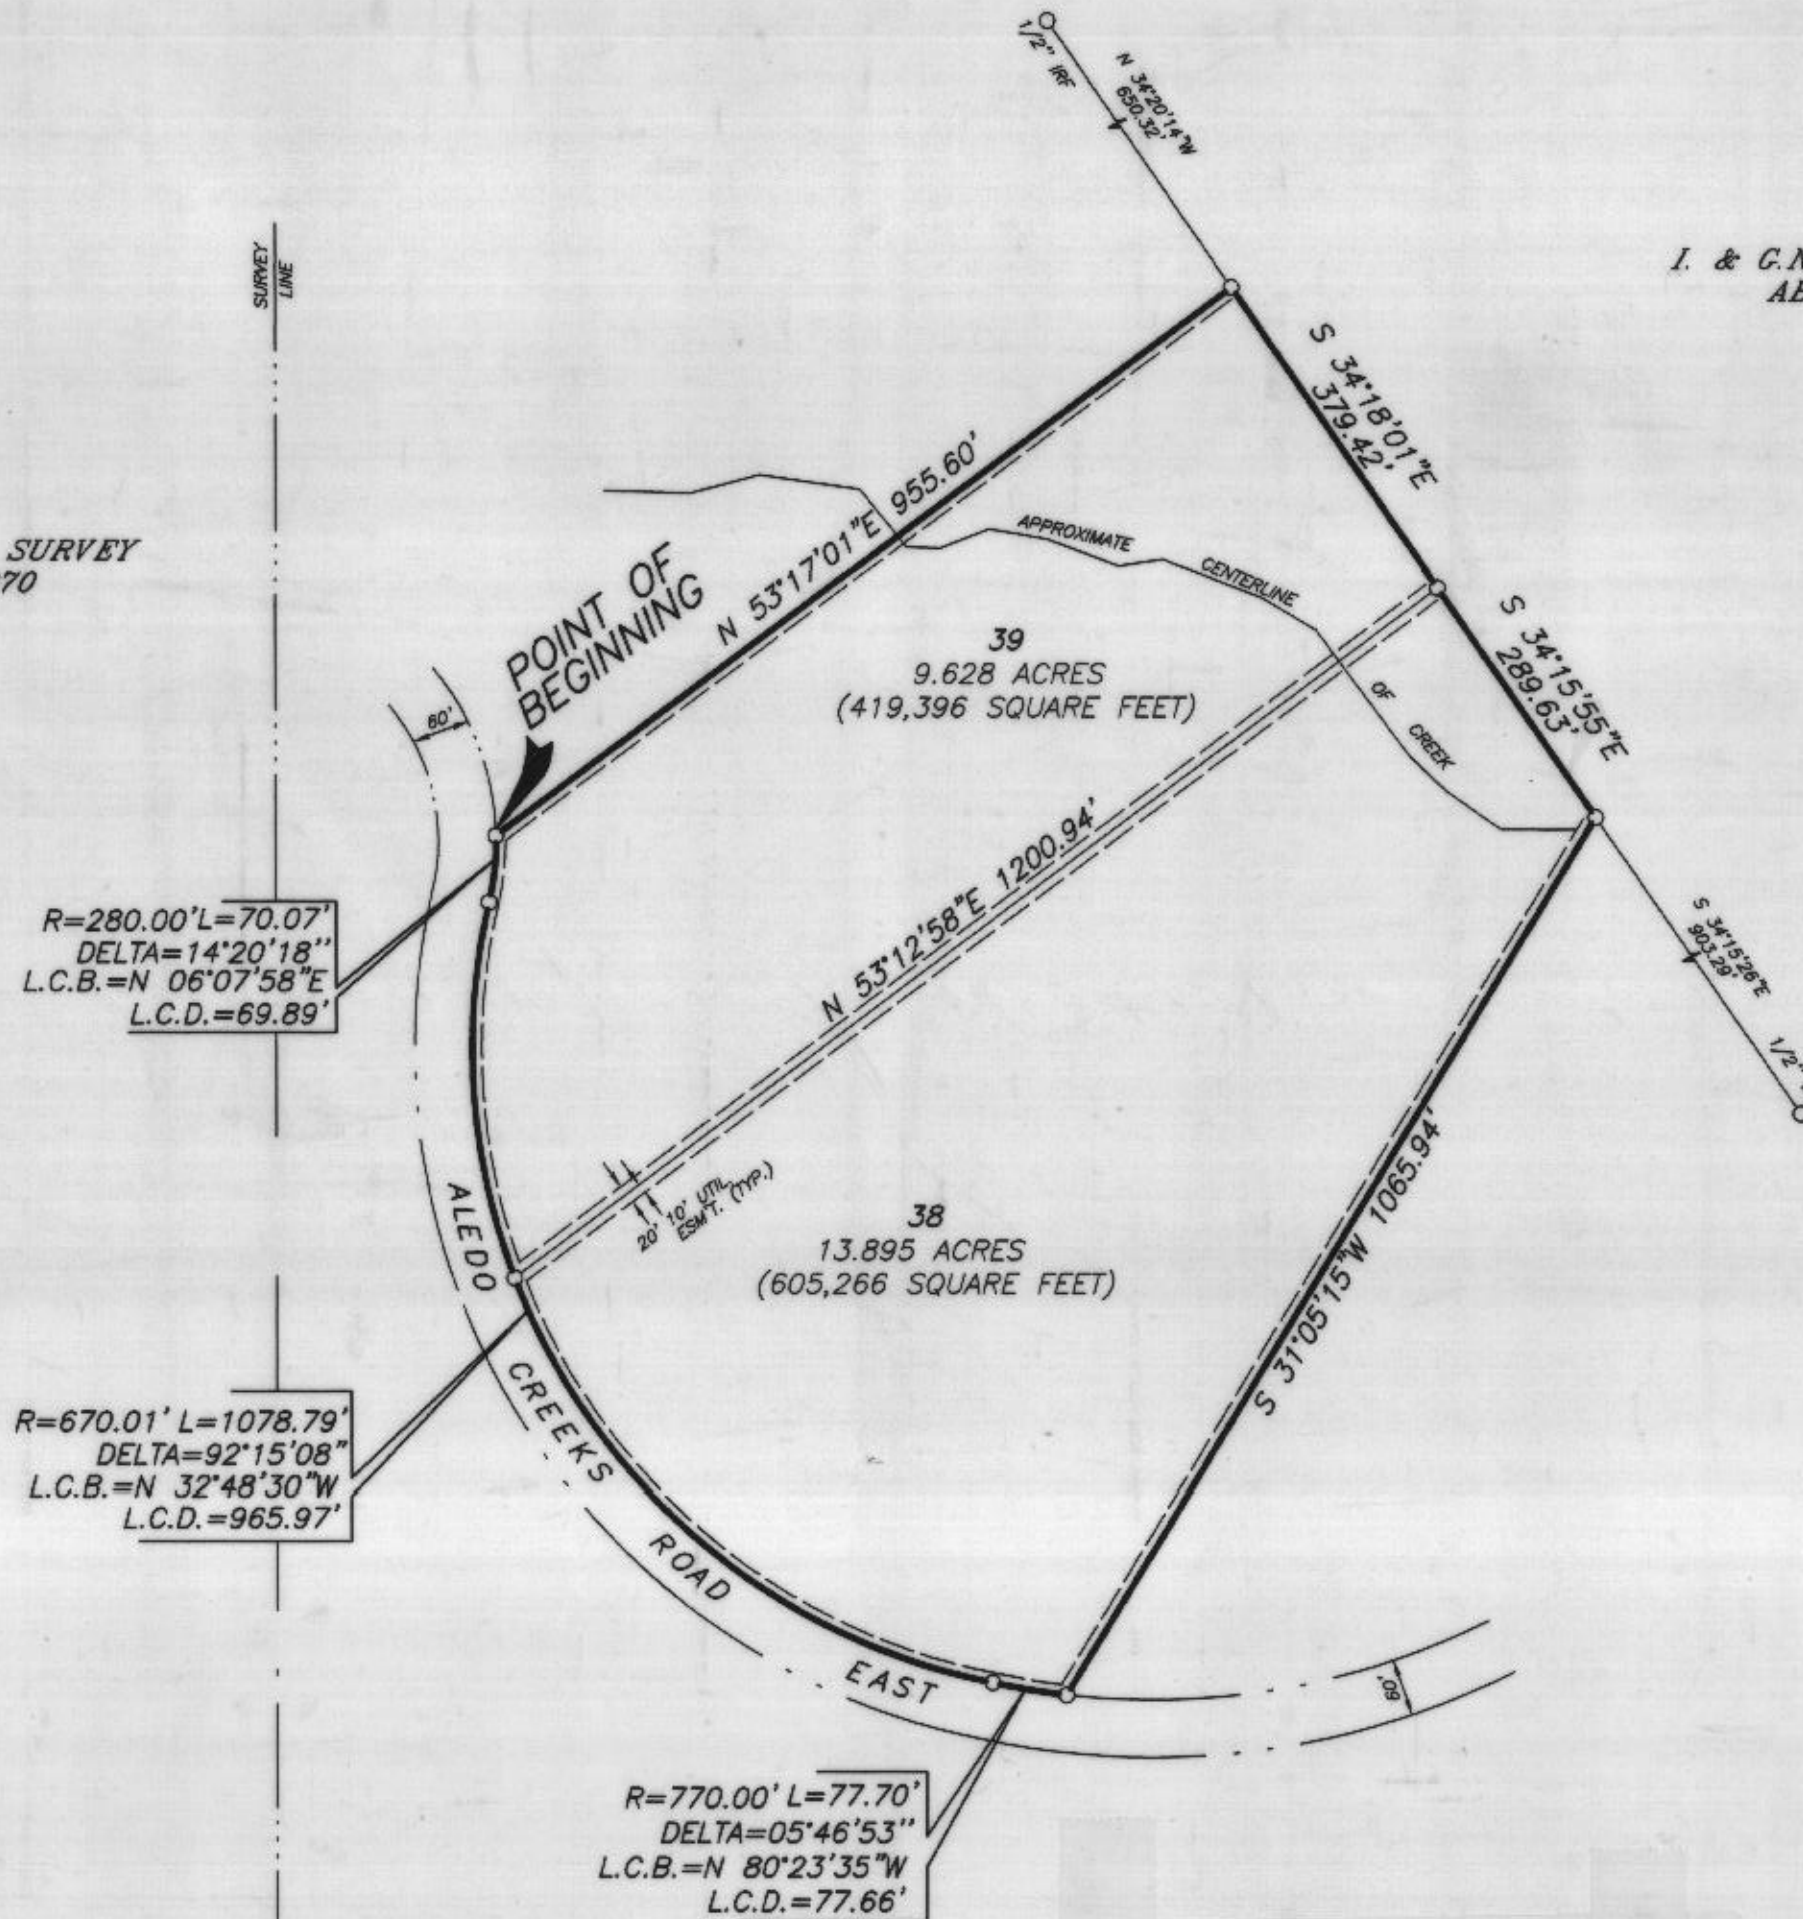 1/2" IRF
N 34°20'14"W
650.32'
SURVEY
LINE
I. & G.N
S 34°18'01"E
379.42'
SURVEY
70
POINT OF
BEGINNING
N 53°17'01"E 955.60'
APPROXIMATE CENTERLINE OF CREEK
39
9.628 ACRES
(419,396 SQUARE FEET)
S 34°15'55"E
289.63'
60'
R=280.00' L=70.07'
DELTA=14°20'18''
L.C.B.=N 06°07'58"E
L.C.D.=69.89'
N 53°12'58"E 1200.94'
S 34°15'26"E
903.29'
1/2"
S 31°05'15"W 1065.94'
20' 10' UTIL.
ESM'T. (TYP.)
38
13.895 ACRES
(605,266 SQUARE FEET)
ALEDO CREEKS ROAD EAST
R=670.01' L=1078.79'
DELTA=92°15'08"
L.C.B.=N 32°48'30"W
L.C.D.=965.97'
60'
R=770.00' L=77.70'
DELTA=05°46'53''
L.C.B.=N 80°23'35"W
L.C.D.=77.66'